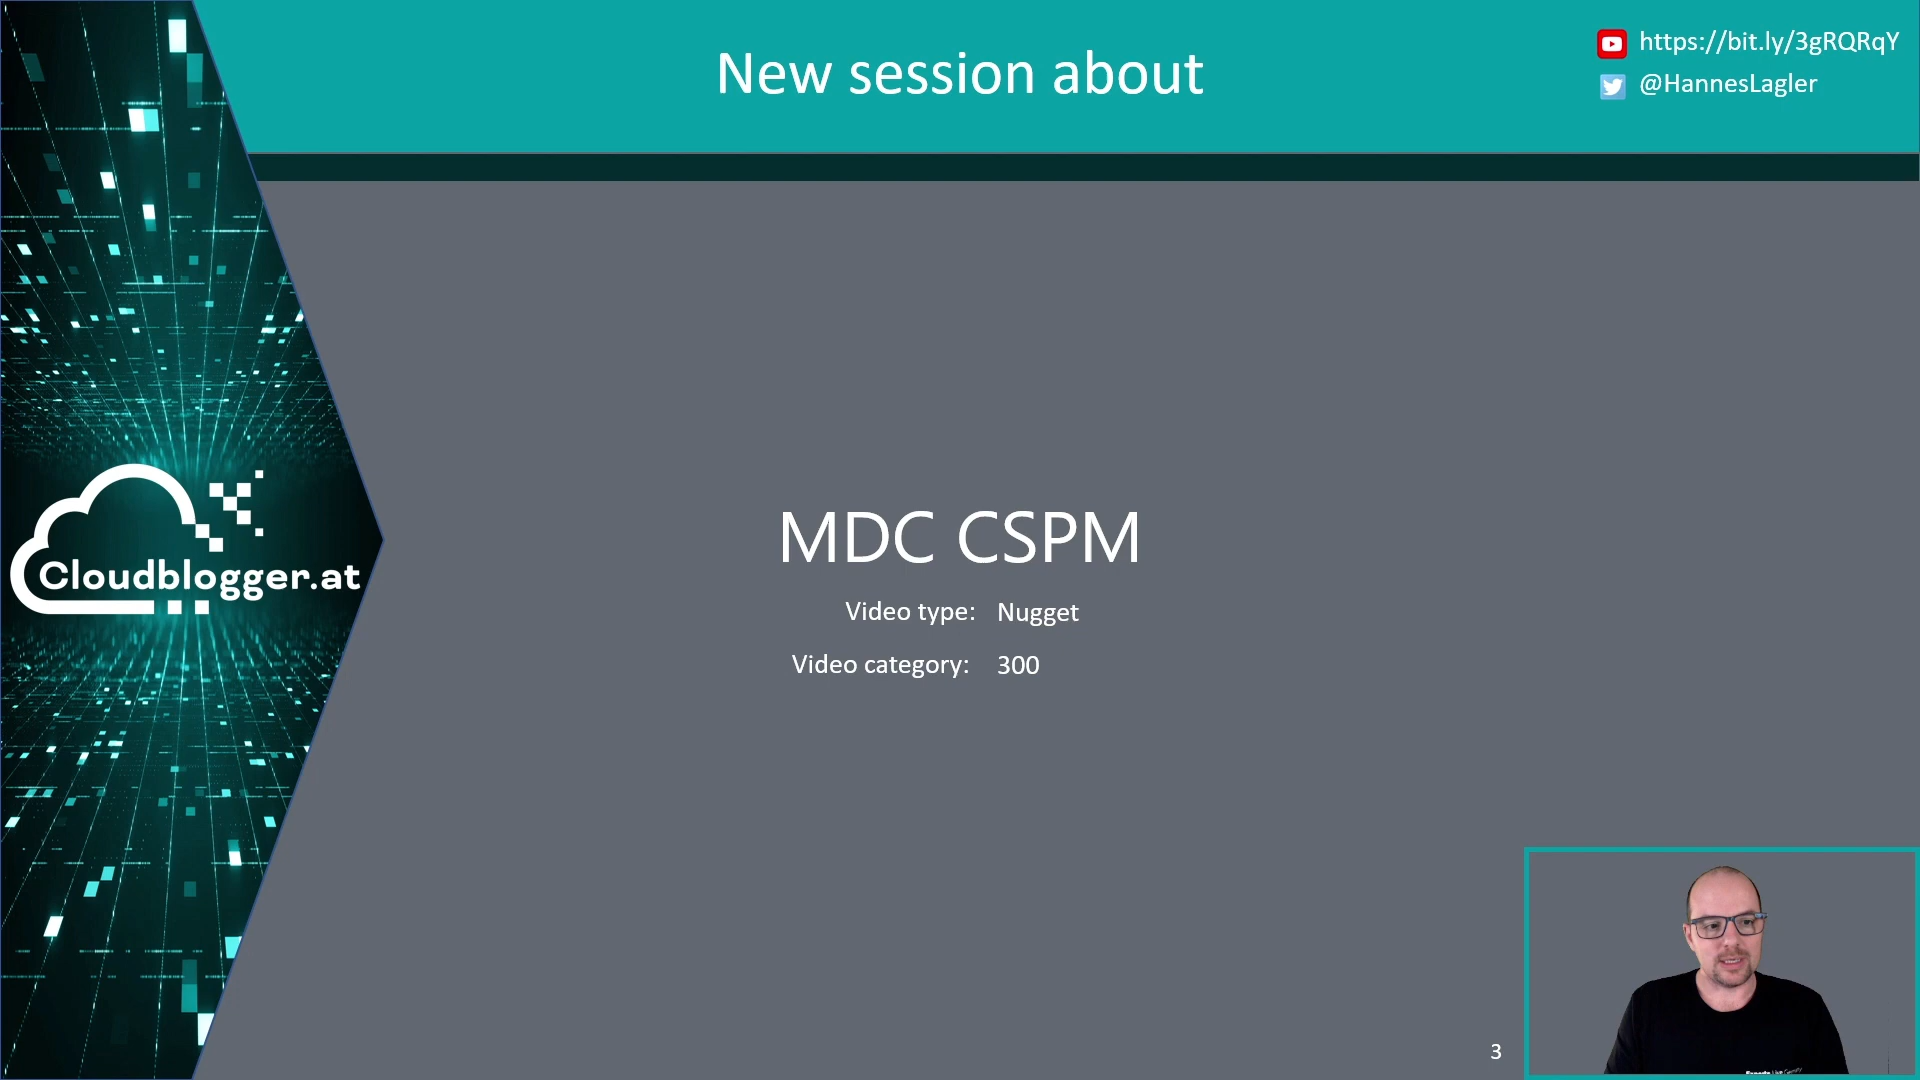 New session about
https://bit.ly/3gRQRqY
@HannesLagler
Cloudblogger.at
MDC CSPM
Video type: Nugget
Video category: 300
3